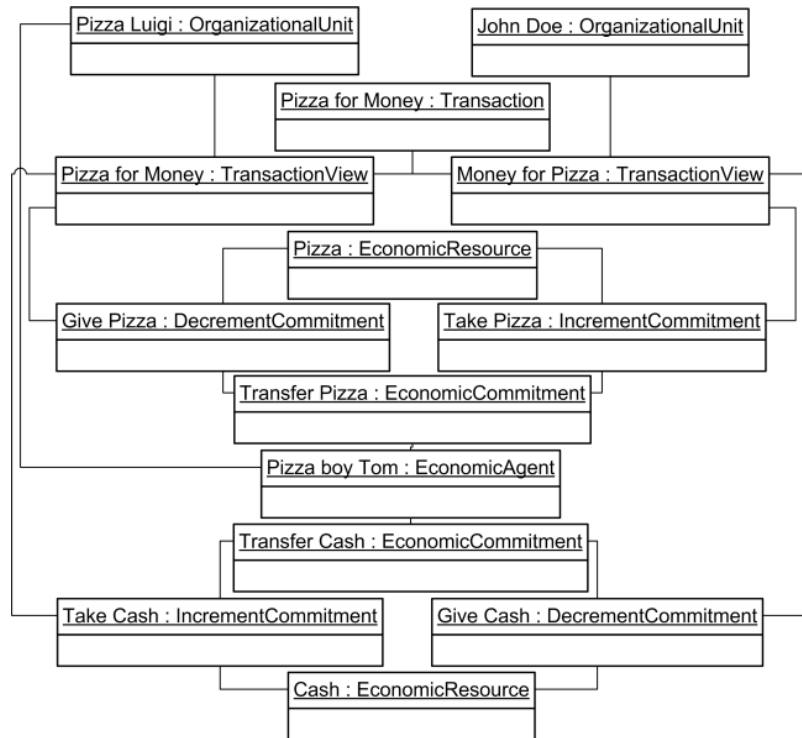 Pizza Luigi : OrganizationalUnit
John Doe : OrganizationalUnit
Pizza for Money : Transaction
Pizza for Money : TransactionView
Money for Pizza : TransactionView
Pizza : EconomicResource
Give Pizza : DecrementCommitment
Take Pizza : IncrementCommitment
Transfer Pizza : EconomicCommitment
Pizza boy Tom : EconomicAgent
Transfer Cash : EconomicCommitment
Take Cash : IncrementCommitment
Give Cash : DecrementCommitment
Cash : EconomicResource